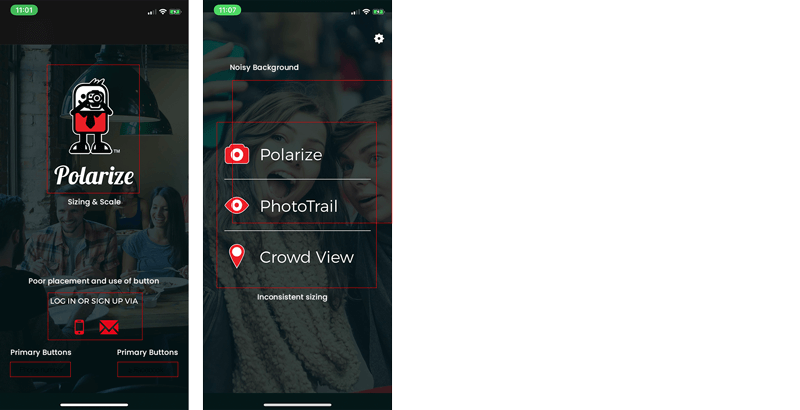 11:01
TM
Polarize
Sizing & Scale
Poor placement and use of button
LOG IN OR SIGN UP VIA
Primary Buttons
Primary Buttons
11:07
Noisy Background
Polarize
PhotoTrail
Crowd View
Inconsistent sizing